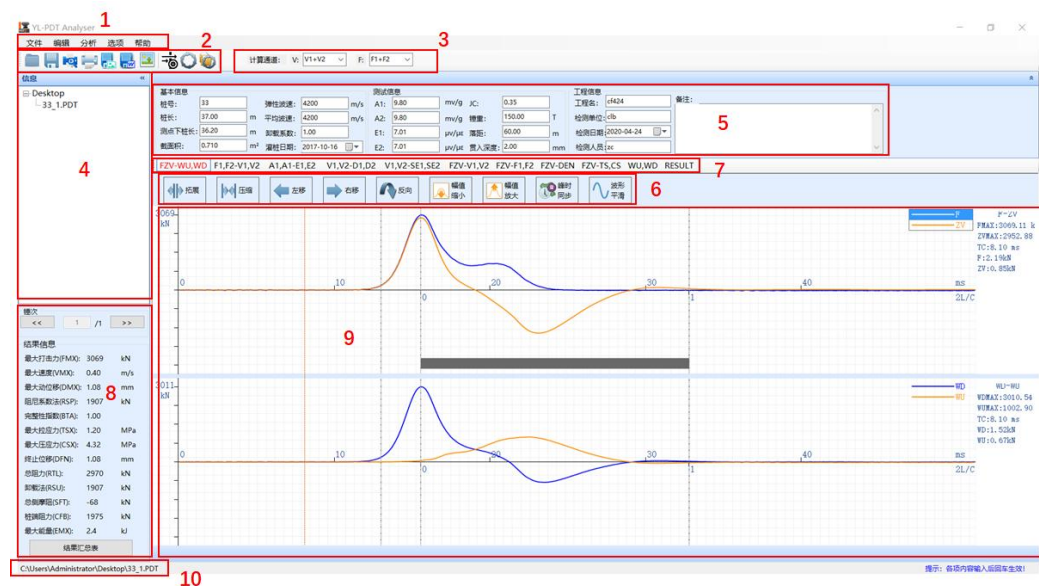 YL-PDT Analyser
1
文件 编辑 分析 选项 帮助
2
3
计算通道: V: V1+V2 F: F1+F2
信息 «
Desktop
33_1.PDT
4
基本信息 测试信息 工程信息
桩号: 33 弹性波速: 4200 m/s A1: 9.80 mv/g JC: 0.35 工程名: cf424 备注:
桩长: 37.00 m 平均波速: 4200 m/s A2: 9.80 mv/g 锤重: 150.00 T 检测单位: clb
测点下桩长: 36.20 m 卸载系数: 1.00 E1: 7.01 μv/με 落距: 60.00 m 检测日期: 2020-04-24
截面积: 0.710 m² 灌桩日期: 2017-10-16 E2: 7.01 μv/με 贯入深度: 2.00 mm 检测人员: zc
5
FZV-WU,WD F1,F2-V1,V2 A1,A1-E1,E2 V1,V2-D1,D2 V1,V2-SE1,SE2 FZV-V1,V2 FZV-F1,F2 FZV-DEN FZV-TS,CS WU,WD RESULT
7
拓展 压缩 左移 右移 反向 幅值缩小 幅值放大 峰时同步 波形平滑
6
3069
kN
F F-ZV
ZV FMAX:3069.11 k
ZVMAX:2952.88
TC:8.10 ms
F:2.19kN
ZV:0.85kN
0 10 20 30 40 ms
0 1 2L/C
9
3011
kN
WD WD-WU
WU WDMAX:3010.54
WUMAX:1002.90
TC:8.10 ms
WD:1.52kN
WU:0.67kN
0 10 20 30 40 ms
0 1 2L/C
锤次
<< 1 /1 >>
结果信息
最大打击力(FMX): 3069 kN
最大速度(VMX): 0.40 m/s
最大动位移(DMX): 1.08 mm
8
阻尼系数法(RSP): 1907 kN
完整性指数(BTA): 1.00
最大拉应力(TSX): 1.20 MPa
最大压应力(CSX): 4.32 MPa
终止位移(DFN): 1.08 mm
总阻力(RTL): 2970 kN
卸载法(RSU): 1907 kN
总侧摩阻(SFT): -68 kN
桩端阻力(CFB): 1975 kN
最大能量(EMX): 2.4 kJ
结果汇总表
C:\Users\Administrator\Desktop\33_1.PDT
提示: 各项内容输入后回车生效!
10